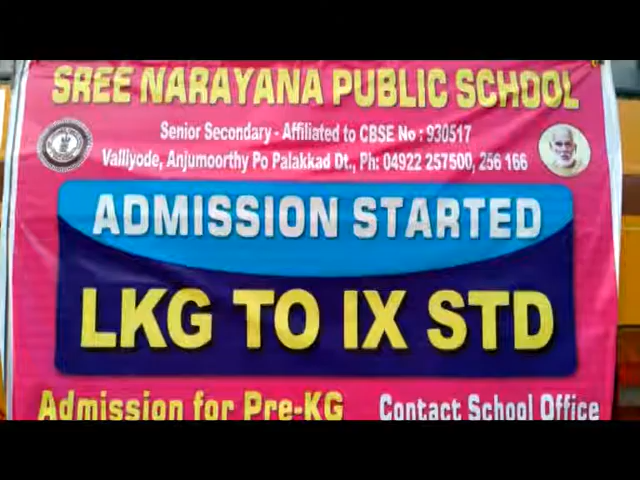 SREE NARAYANA PUBLIC SCHOOL
Senior Secondary - Affiliated to CBSE No : 930517
Valliyode, Anjumoorthy Po Palakkad Dt., Ph: 04922 257500, 256 166
ADMISSION STARTED
LKG TO IX STD
Admission for Pre-KG Contact School Office